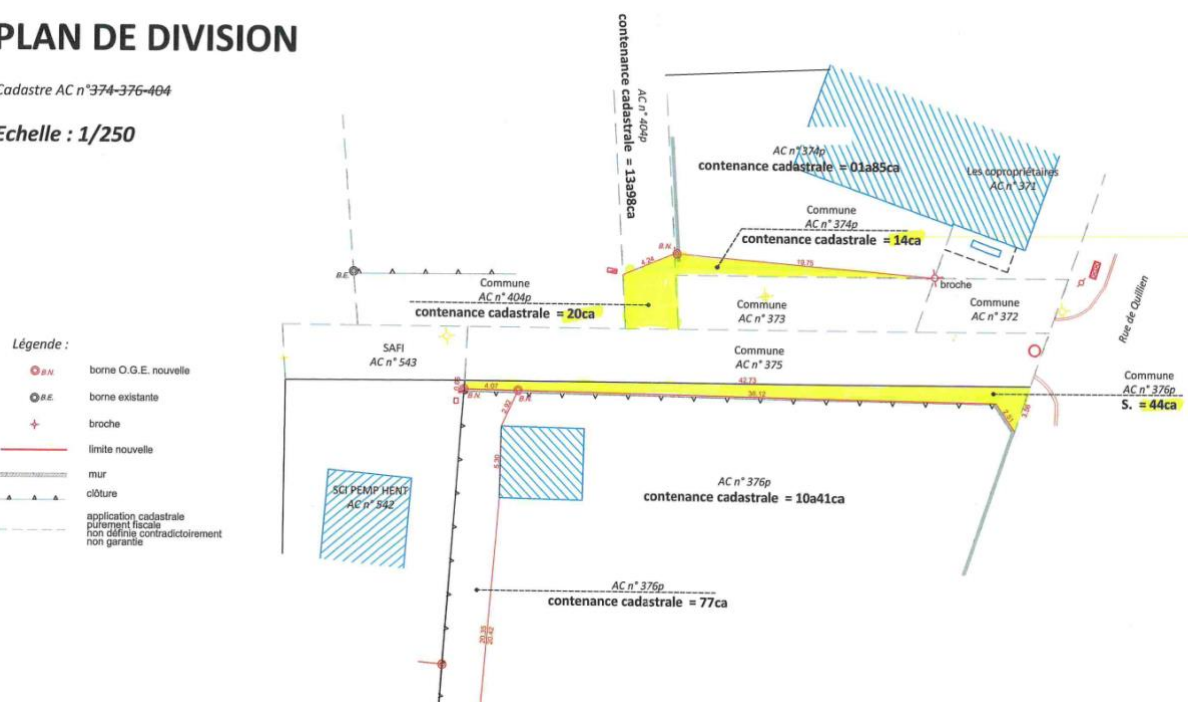 PLAN DE DIVISION
Cadastre AC n°374-376-404
Echelle : 1/250
AC n° 404p
contenance cadastrale = 13a98ca
AC n° 374p
contenance cadastrale = 01a85ca
Les copropriétaires
AC n° 371
Commune
AC n° 374p
contenance cadastrale = 14ca
B.N.
4.24
19.75
broche
B.E.
Commune
AC n° 404p
contenance cadastrale = 20ca
Commune
AC n° 373
Commune
AC n° 372
Rue de Quillien
SAFI
AC n° 543
Commune
AC n° 375
Commune
AC n° 376p
S. = 44ca
42.73
4.07
B.N.
B.N.
2.92
5.30
Légende :
B.N. borne O.G.E. nouvelle
B.E. borne existante
broche
limite nouvelle
mur
clôture
application cadastrale
purement fiscale
non définie contradictoirement
non garantie
SCI PEMP HENT
AC n° 542
AC n° 376p
contenance cadastrale = 10a41ca
AC n° 376p
contenance cadastrale = 77ca